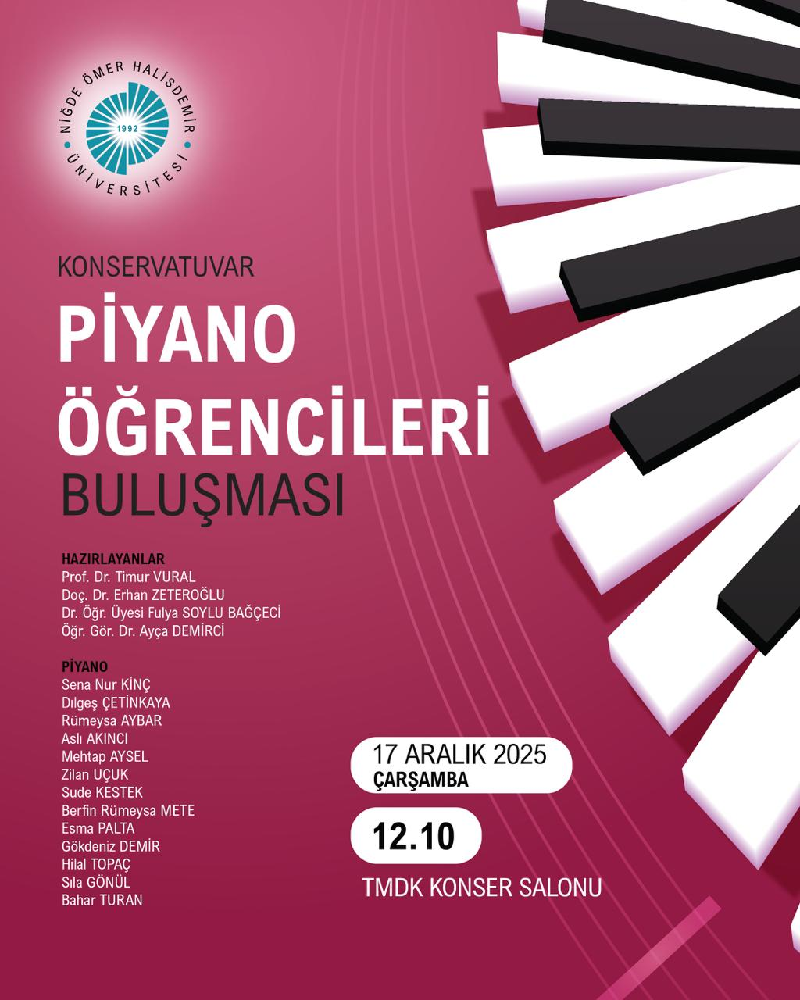 NİĞDE ÖMER HALİSDEMİR
ÜNİVERSİTESİ
1992
KONSERVATUVAR
PİYANO
ÖĞRENCİLERİ
BULUŞMASI
HAZIRLAYANLAR
Prof. Dr. Timur VURAL
Doç. Dr. Erhan ZETEROĞLU
Dr. Öğr. Üyesi Fulya SOYLU BAĞÇECİ
Öğr. Gör. Dr. Ayça DEMİRCİ
PİYANO
Sena Nur KİNÇ
Dılgeş ÇETİNKAYA
Rümeysa AYBAR
Aslı AKINCI
Mehtap AYSEL
Zilan UÇUK
Sude KESTEK
Berfin Rümeysa METE
Esma PALTA
Gökdeniz DEMİR
Hilal TOPAÇ
Sıla GÖNÜL
Bahar TURAN
17 ARALIK 2025
ÇARŞAMBA
12.10
TMDK KONSER SALONU